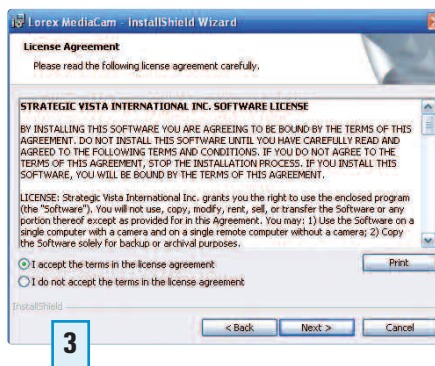 Lorex MediaCam - InstallShield Wizard
License Agreement
Please read the following license agreement carefully.
STRATEGIC VISTA INTERNATIONAL INC. SOFTWARE LICENSE
BY INSTALLING THIS SOFTWARE YOU ARE AGREEING TO BE BOUND BY THE TERMS OF THIS
AGREEMENT. DO NOT INSTALL THIS SOFTWARE UNTIL YOU HAVE CAREFULLY READ AND
AGREED TO THE FOLLOWING TERMS AND CONDITIONS. IF YOU DO NOT AGREE TO THE
TERMS OF THIS AGREEMENT, STOP THE INSTALLATION PROCESS. IF YOU INSTALL THIS
SOFTWARE, YOU WILL BE BOUND BY THE TERMS OF THIS AGREEMENT.
LICENSE: Strategic Vista International Inc. grants you the right to use the enclosed program
(the "Software"). You will not use, copy, modify, rent, sell, or transfer the Software or any
portion thereof except as provided for in this Agreement. You may: 1) Use the Software on a
single computer with a camera and on a single remote computer without a camera; 2) Copy
the Software solely for backup or archival purposes.
I accept the terms in the license agreement
Print
I do not accept the terms in the license agreement
InstallShield
< Back
Next >
Cancel
3